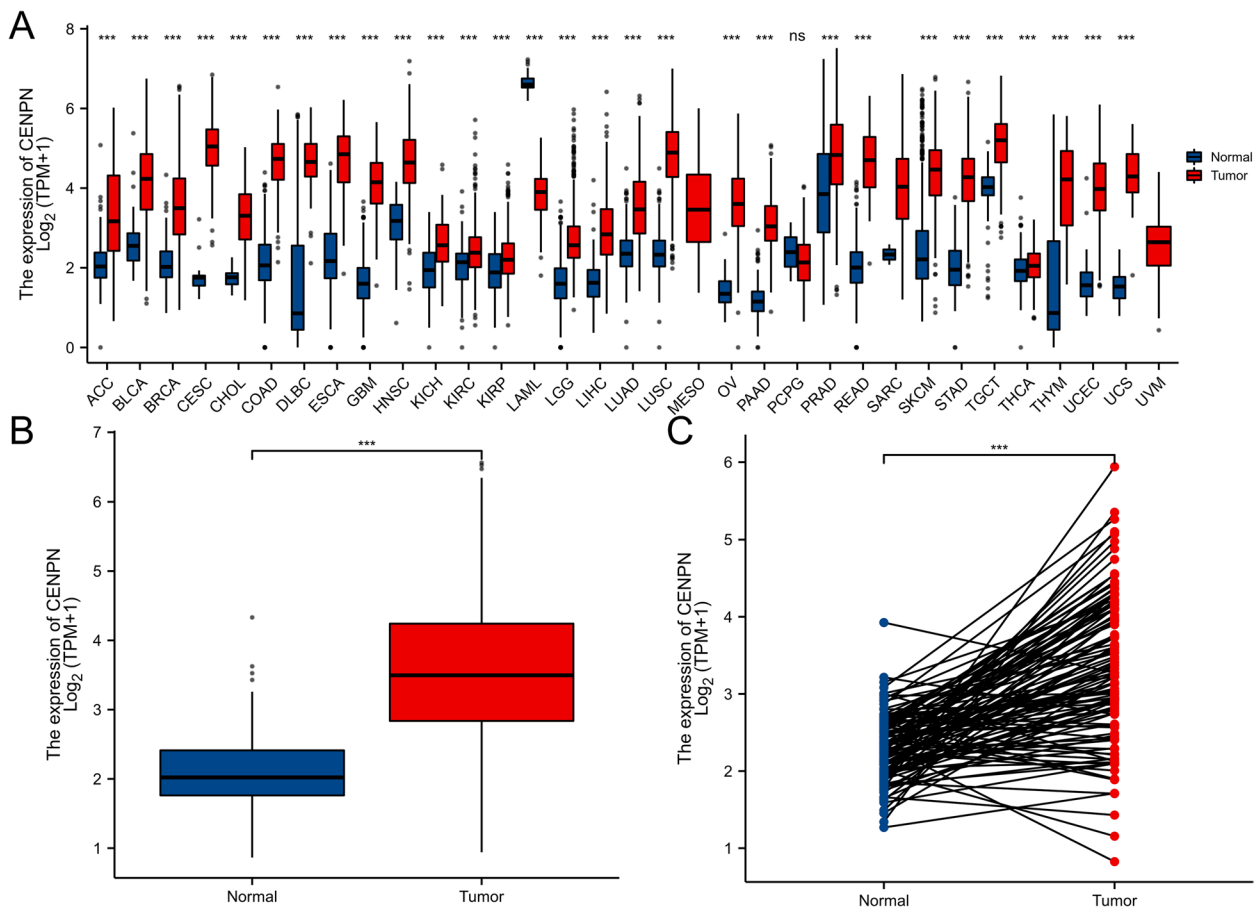 A
The expression of CENPN
Log2 (TPM+1)
8
6
4
2
0
*** *** *** *** *** *** *** *** *** *** *** *** *** *** *** *** *** *** *** *** ns *** *** *** *** *** *** *** *** ***
Normal
Tumor
ACC BLCA BRCA CESC CHOL COAD DLBC ESCA GBM HNSC KICH KIRC KIRP LAML LGG LIHC LUAD LUSC MESO OV PAAD PCPG PRAD READ SARC SKCM STAD TGCT THCA THYM UCEC UCS UVM
B
The expression of CENPN
Log2 (TPM+1)
7
6
5
4
3
2
1
***
Normal Tumor
C
The expression of CENPN
Log2 (TPM+1)
6
5
4
3
2
1
***
Normal Tumor